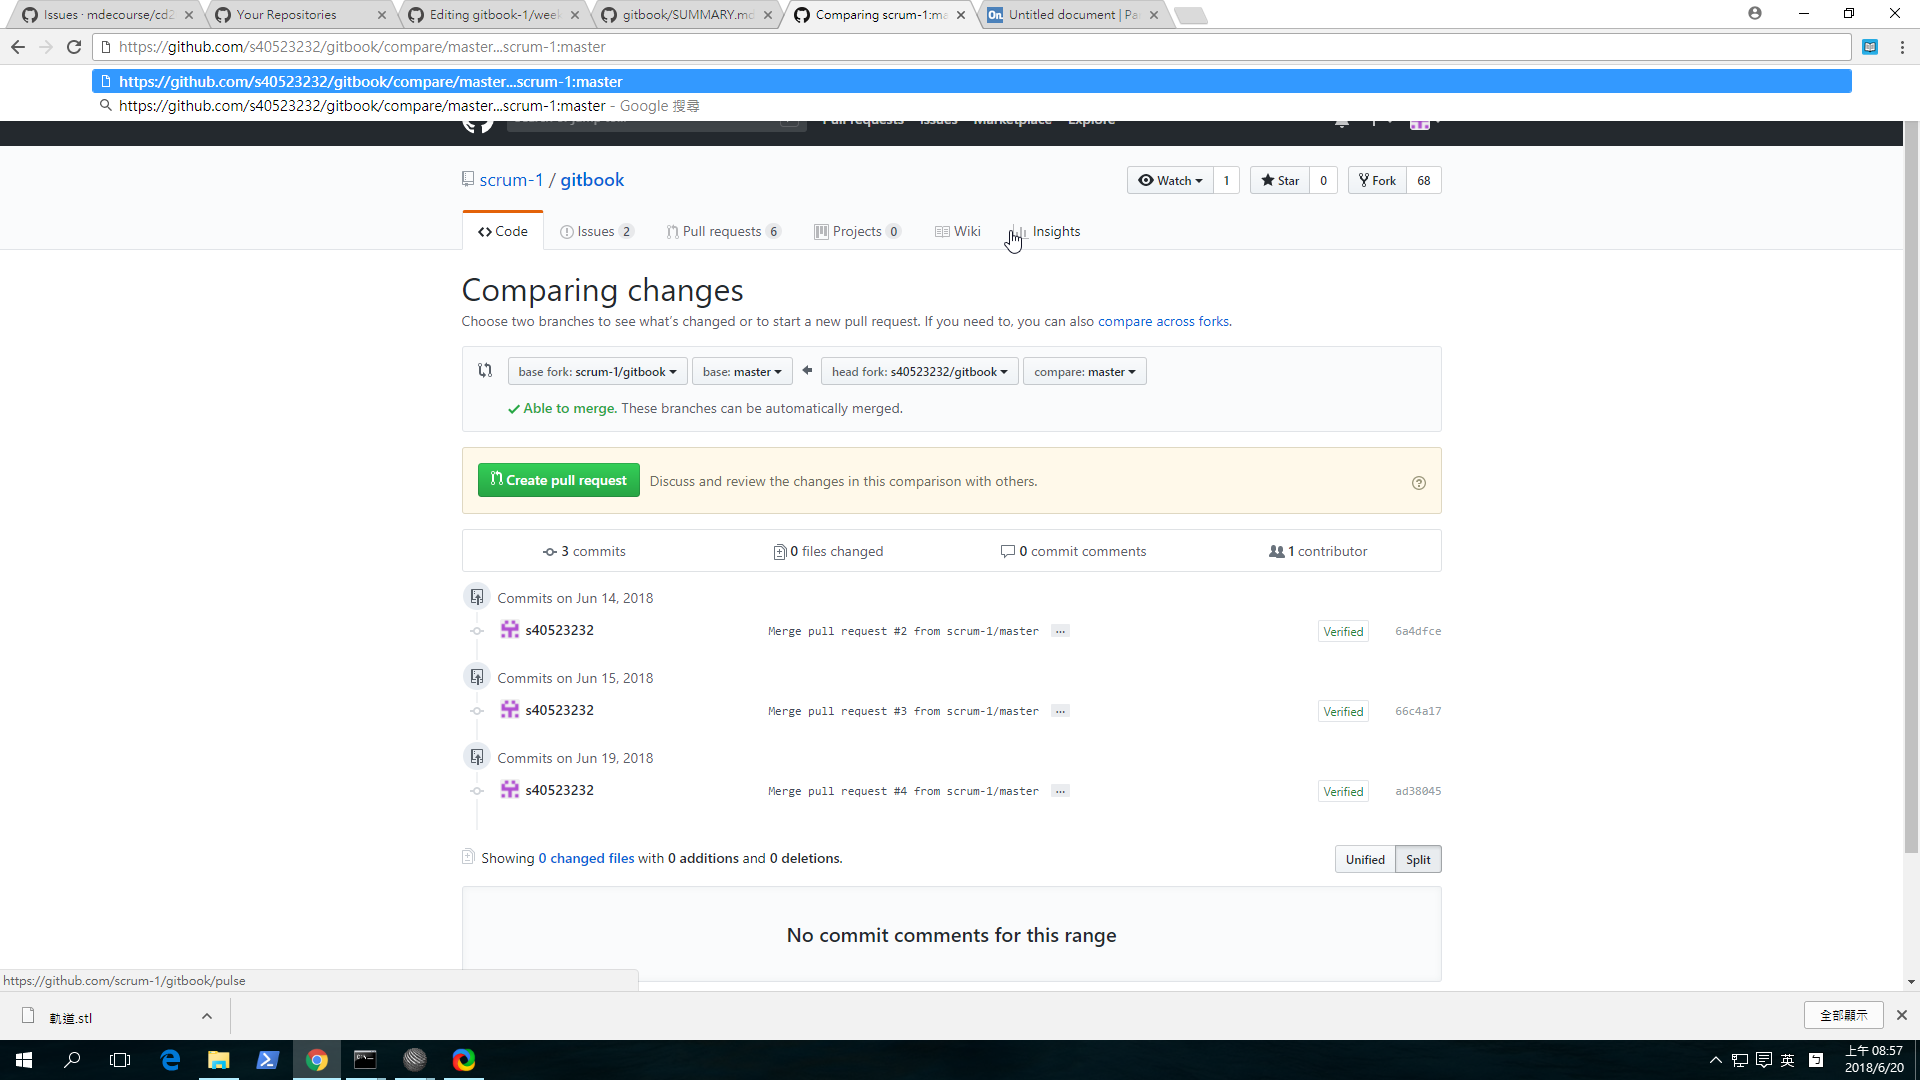 Issues · mdecourse/cd2
Your Repositories
Editing gitbook-1/week
gitbook/SUMMARY.md
Comparing scrum-1:ma
On
Untitled document | Pa
https://github.com/s40523232/gitbook/compare/master...scrum-1:master
https://github.com/s40523232/gitbook/compare/master...scrum-1:master
https://github.com/s40523232/gitbook/compare/master...scrum-1:master - Google 搜尋
Pull requests Issues Marketplace Explore
scrum-1 / gitbook
Watch 1
Star 0
Fork 68
Code
Issues 2
Pull requests 6
Projects 0
Wiki
Insights
Comparing changes
Choose two branches to see what's changed or to start a new pull request. If you need to, you can also compare across forks.
base fork: scrum-1/gitbook
base: master
head fork: s40523232/gitbook
compare: master
Able to merge. These branches can be automatically merged.
Create pull request
Discuss and review the changes in this comparison with others.
3 commits
0 files changed
0 commit comments
1 contributor
Commits on Jun 14, 2018
s40523232
Merge pull request #2 from scrum-1/master
...
Verified
6a4dfce
Commits on Jun 15, 2018
s40523232
Merge pull request #3 from scrum-1/master
...
Verified
66c4a17
Commits on Jun 19, 2018
s40523232
Merge pull request #4 from scrum-1/master
...
Verified
ad38045
Showing 0 changed files with 0 additions and 0 deletions.
Unified
Split
No commit comments for this range
https://github.com/scrum-1/gitbook/pulse
軌道.stl
全部顯示
英
上午 08:57
2018/6/20